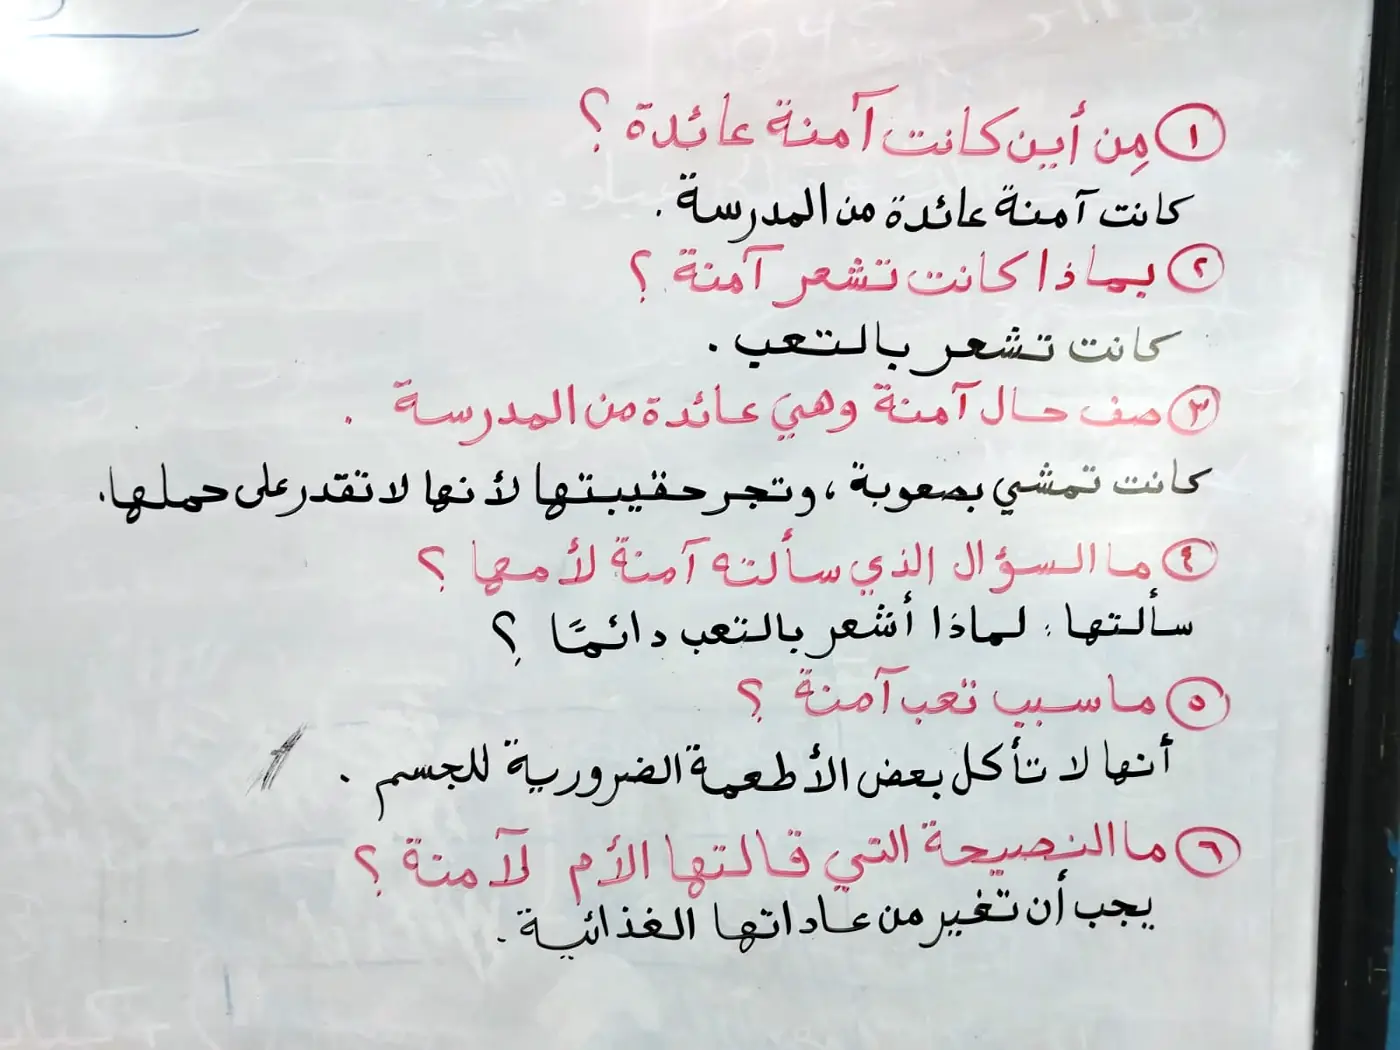 ١ مِن أين كانت آمنة عائدة ؟
كانت آمنة عائدة من المدرسة .
٢ بماذا كانت تشعر آمنة ؟
كانت تشعر بالتعب .
٣ صف حال آمنة وهي عائدة من المدرسة .
كانت تمشي بصعوبة ، وتجر حقيبتها لأنها لا تقدر على حملها .
٤ ما السؤال الذي سألته آمنة لأمها ؟
سألتها : لماذا أشعر بالتعب دائمًا ؟
٥ ما سبب تعب آمنة ؟
أنها لا تأكل بعض الأطعمة الضرورية للجسم .
٦ ما النصيحة التي قالتها الأم لآمنة ؟
يجب أن تغير من عاداتها الغذائية .